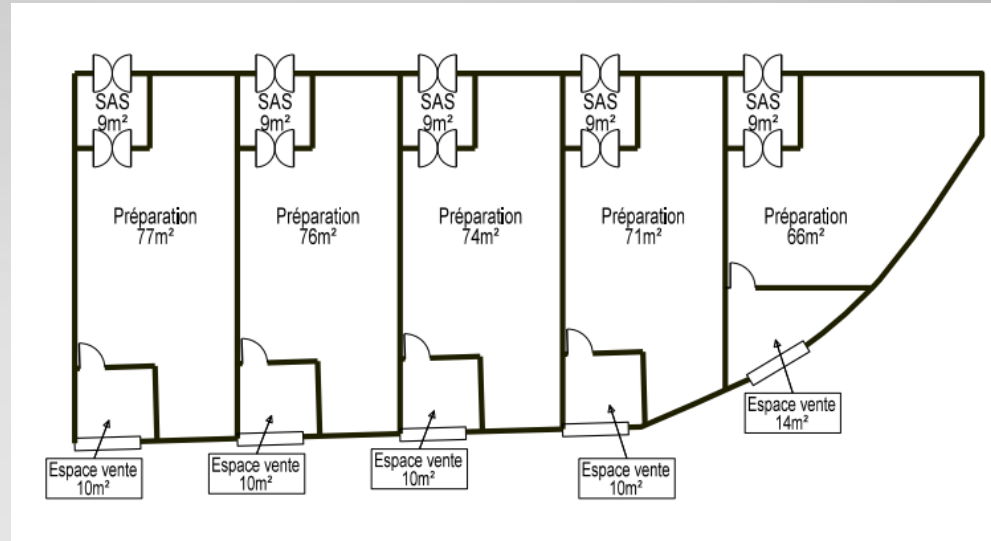 SAS
9m²
SAS
9m²
SAS
9m²
SAS
9m²
SAS
9m²
Préparation
77m²
Préparation
76m²
Préparation
74m²
Préparation
71m²
Préparation
66m²
Espace vente
10m²
Espace vente
10m²
Espace vente
10m²
Espace vente
10m²
Espace vente
14m²